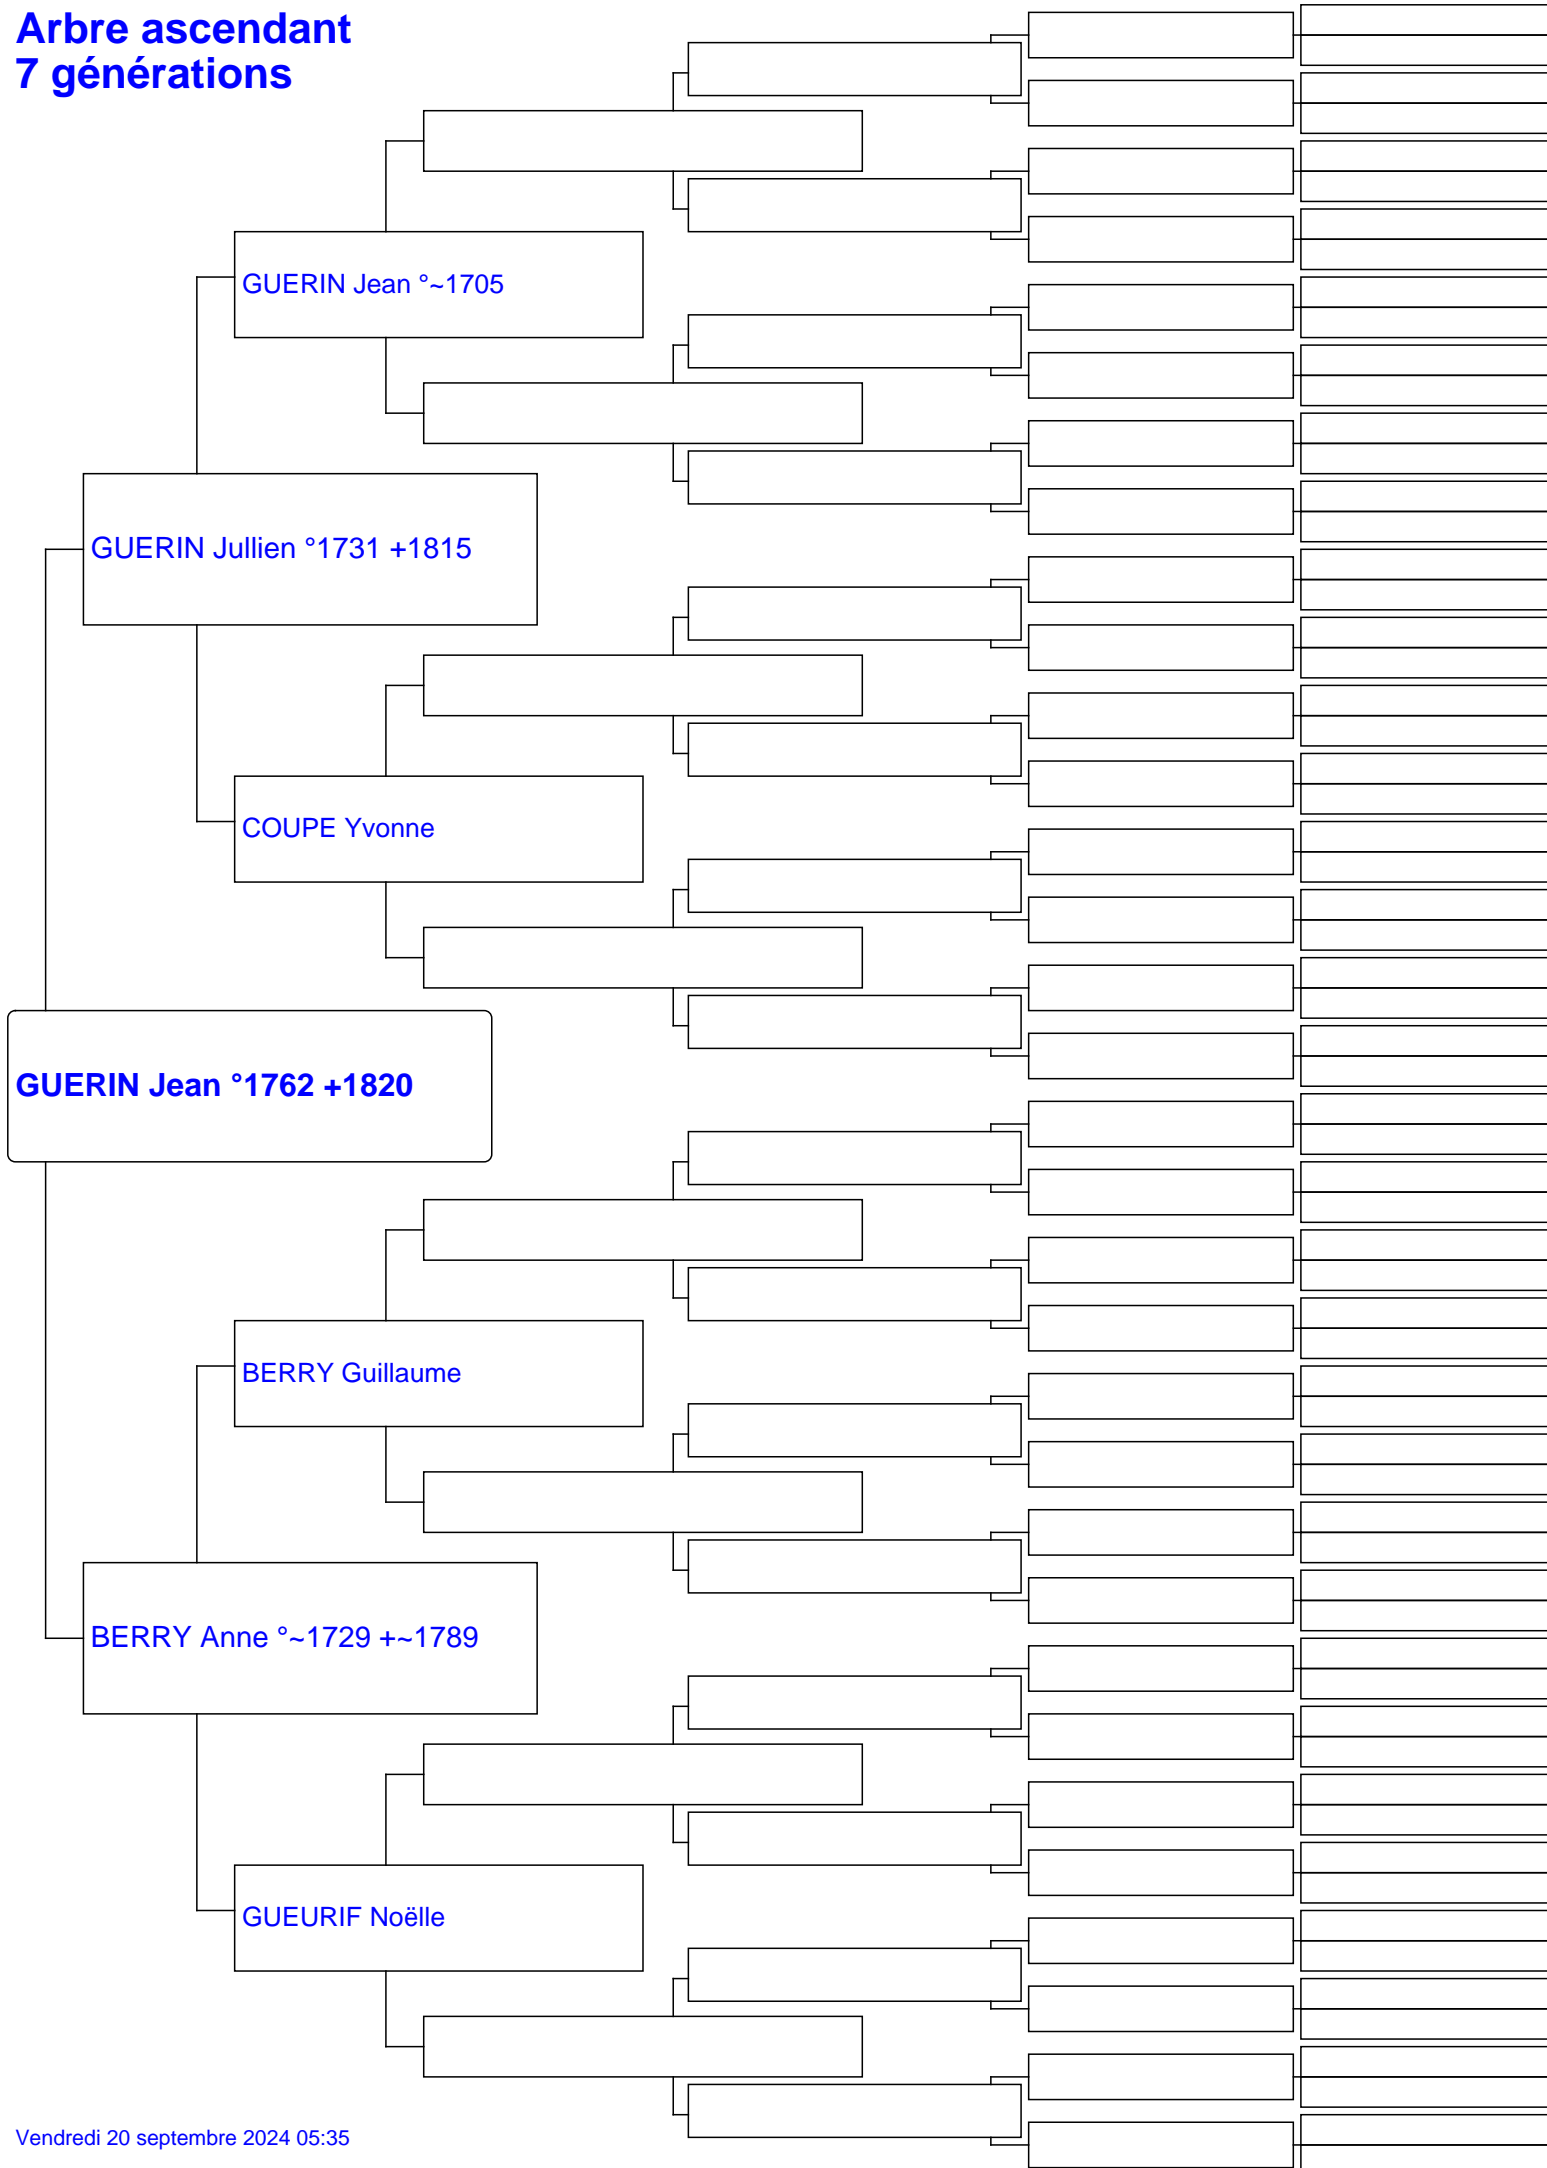 Arbre ascendant
7 générations
GUERIN Jean °~1705
GUERIN Jullien °1731 +1815
COUPE Yvonne
GUERIN Jean °1762 +1820
BERRY Guillaume
BERRY Anne °~1729 +~1789
GUEURIF Noëlle
Vendredi 20 septembre 2024 05:35